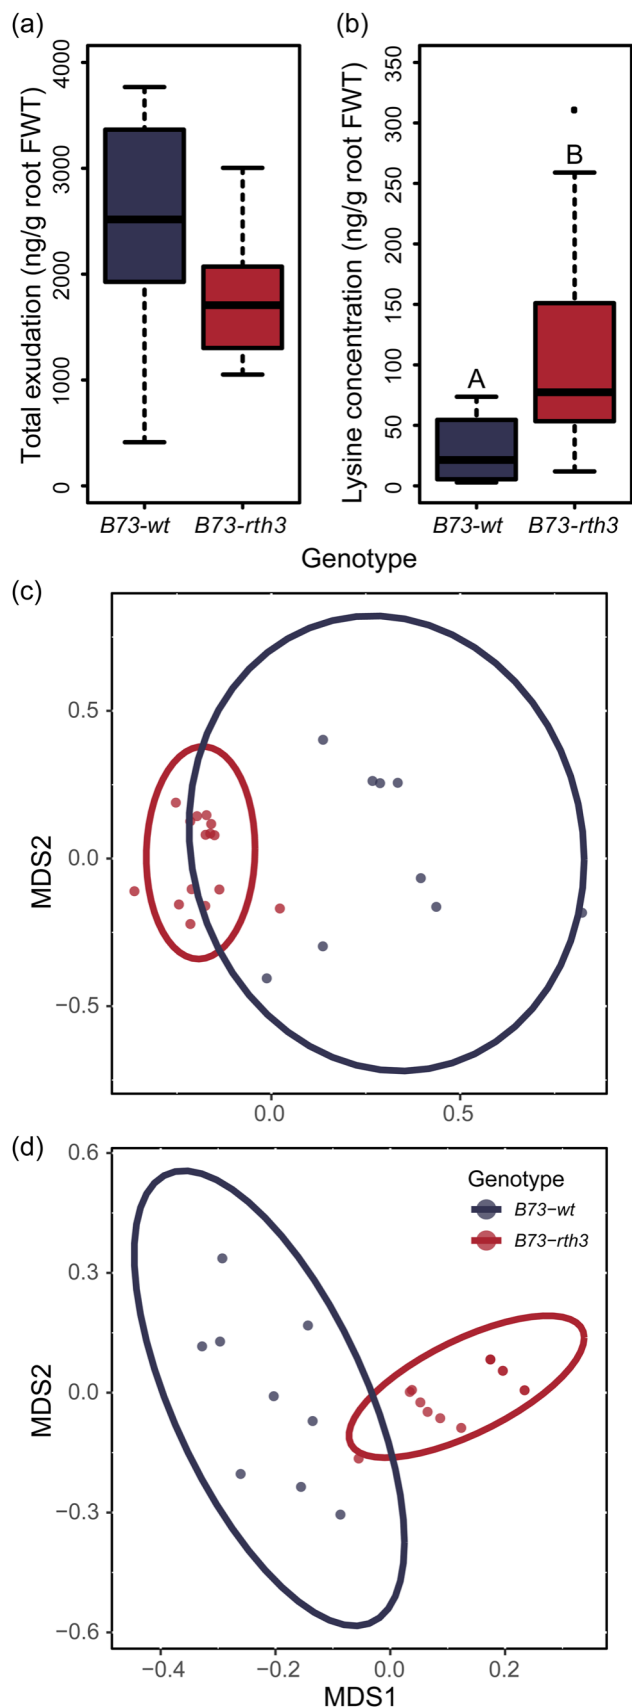 (a)
(b)
Total exudation (ng/g root FWT)
4000
3000
2000
1000
0
Lysine concentration (ng/g root FWT)
350
300
250
200
150
100
50
0
A
B
B73-wt
B73-rth3
B73-wt
B73-rth3
Genotype
(c)
MDS2
0.5
0.0
−0.5
0.0
0.5
(d)
MDS2
0.6
0.3
0.0
−0.3
−0.6
Genotype
B73−wt
B73−rth3
−0.4
−0.2
0.0
0.2
MDS1